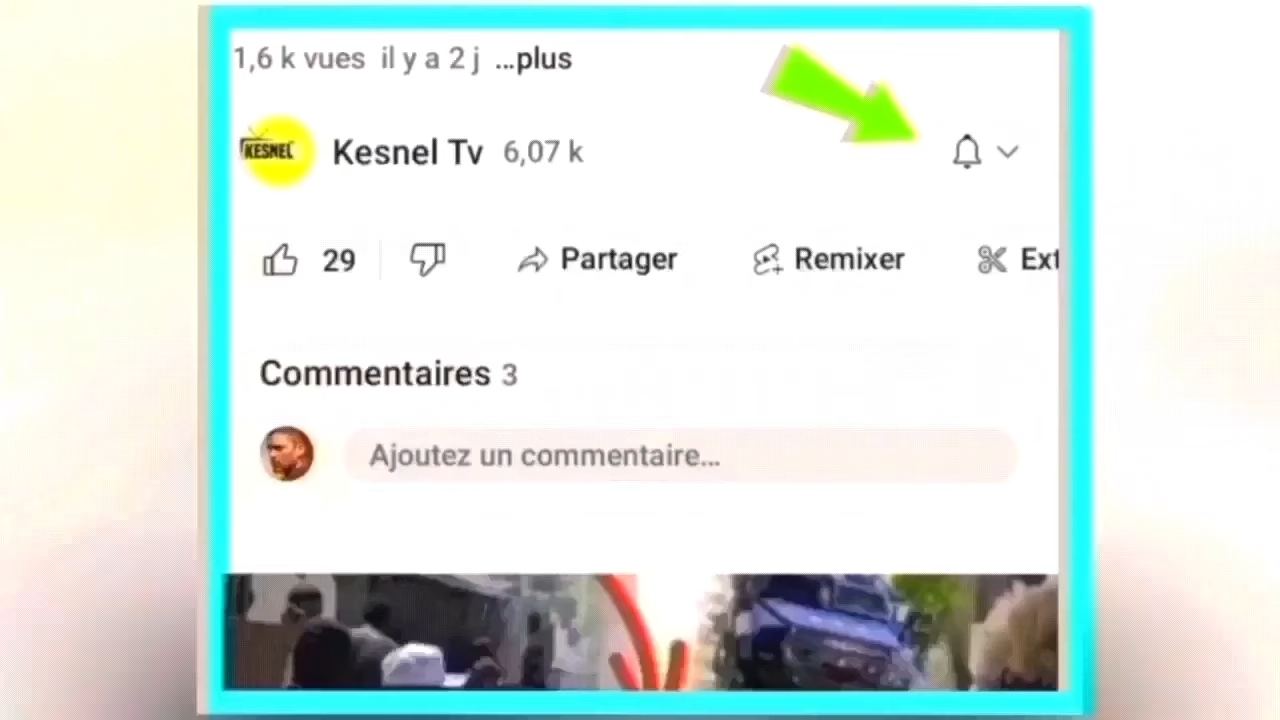 1,6 k vues il y a 2 j ...plus
KESNEL
Kesnel Tv 6,07 k
29 Partager Remixer Ext
Commentaires 3
Ajoutez un commentaire...